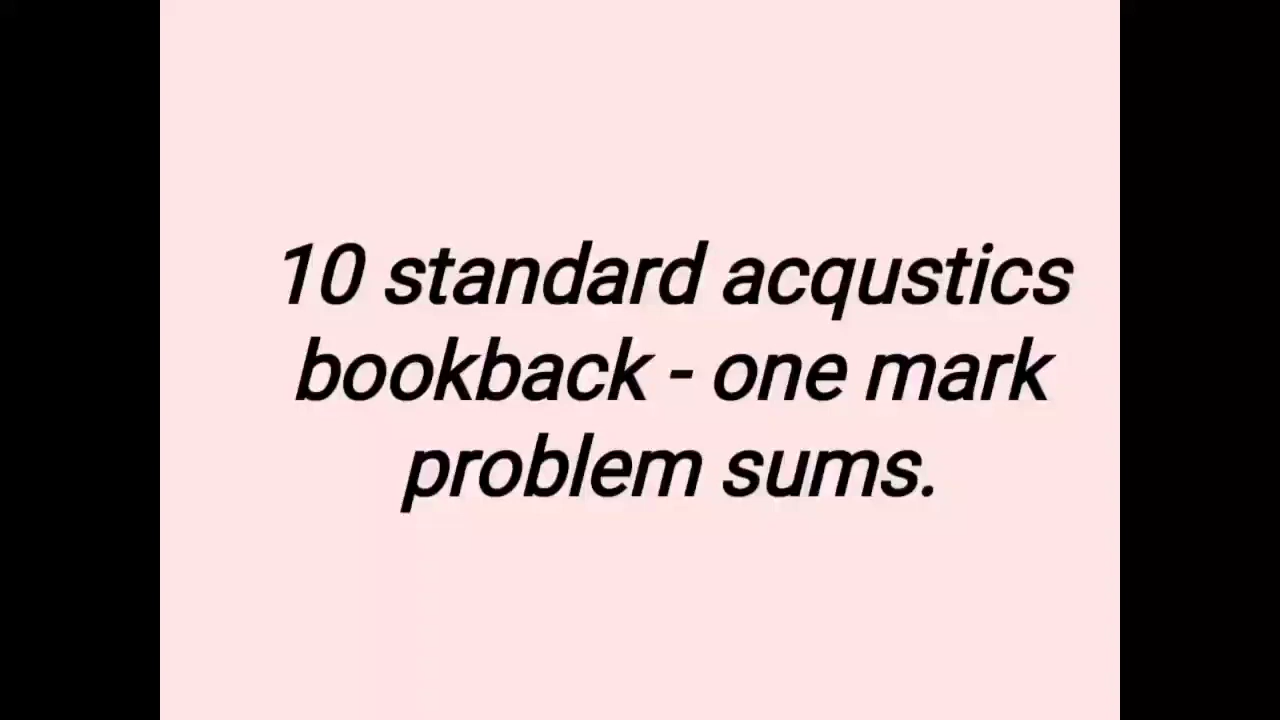 10 standard acqustics
bookback - one mark
problem sums.